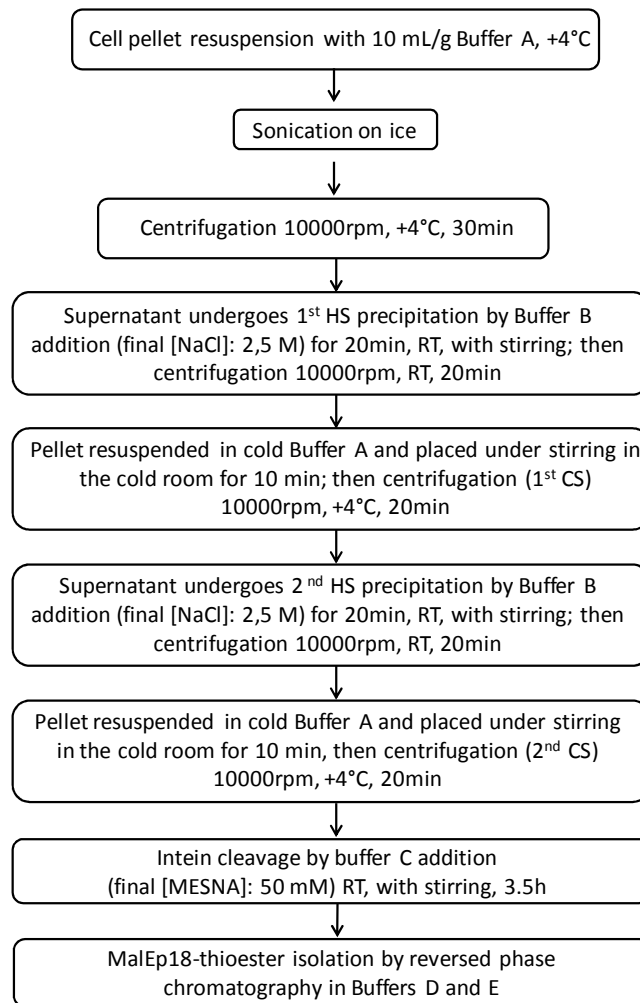 Cell pellet resuspension with 10 mL/g Buffer A, +4°C
Sonication on ice
Centrifugation 10000rpm, +4°C, 30min
Supernatant undergoes 1st HS precipitation by Buffer B
addition (final [NaCl]: 2,5 M) for 20min, RT, with stirring; then
centrifugation 10000rpm, RT, 20min
Pellet resuspended in cold Buffer A and placed under stirring in
the cold room for 10 min; then centrifugation (1st CS)
10000rpm, +4°C, 20min
Supernatant undergoes 2nd HS precipitation by Buffer B
addition (final [NaCl]: 2,5 M) for 20min, RT, with stirring; then
centrifugation 10000rpm, RT, 20min
Pellet resuspended in cold Buffer A and placed under stirring
in the cold room for 10 min, then centrifugation (2nd CS)
10000rpm, +4°C, 20min
Intein cleavage by buffer C addition
(final [MESNA]: 50 mM) RT, with stirring, 3.5h
MalEp18-thioester isolation by reversed phase
chromatography in Buffers D and E